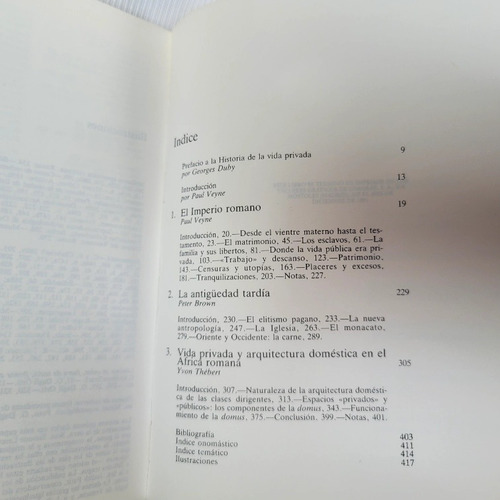 Indice
Prefacio a la Historia de la vida privada 9
por Georges Duby
Introducción 13
por Paul Veyne
1. El Imperio romano 19
Paul Veyne
Introducción, 20.—Desde el vientre materno hasta el tes-
tamento, 23.—El matrimonio, 45.—Los esclavos, 61.—La
familia y sus libertos, 81.—Donde la vida pública era pri-
vada, 103.—«Trabajo» y descanso, 123.—Patrimonio,
143.—Censuras y utopías, 163.—Placeres y excesos,
181.—Tranquilizaciones, 203.—Notas, 227.
2. La antigüedad tardía 229
Peter Brown
Introducción, 230.—El elitismo pagano, 233.—La nueva
antropología, 247.—La Iglesia, 263.—El monacato,
279.—Oriente y Occidente: la carne, 289.
3. Vida privada y arquitectura doméstica en el
África romana 305
Yvon Thébert
Introducción, 307.—Naturaleza de la arquitectura domésti-
ca de las clases dirigentes, 313.—Espacios «privados» y
«públicos»: los componentes de la domus, 343.—Funciona-
miento de la domus, 375.—Conclusión, 399.—Notas, 401.
Bibliografía 403
Indice onomástico 411
Indice temático 414
Ilustraciones 417